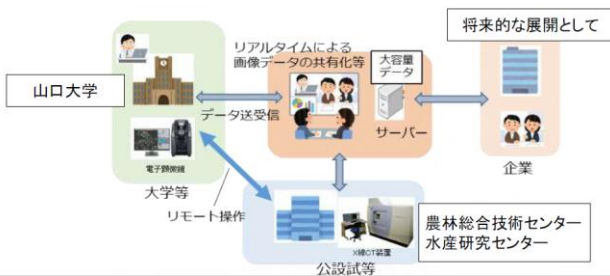 将来的な展開として
リアルタイムによる
画像データの共有化等
大容量
データ
山口大学
データ送受信
サーバー
電子顕微鏡
大学等
企業
リモート操作
農林総合技術センター
水産研究センター
X線CT装置
公設試等